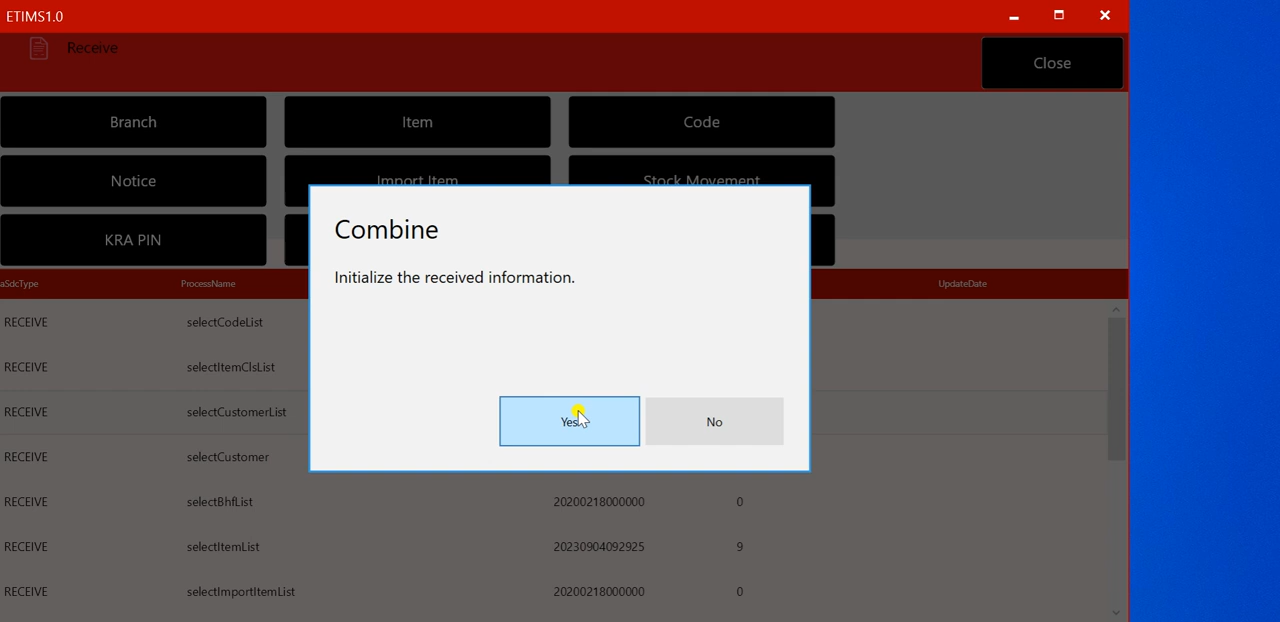 ETIMS1.0
Receive
Close
Branch
Item
Code
Notice
Import Item
Stock Movement
KRA PIN
Combine
Initialize the received information.
Yes
No
aSdcType
ProcessName
UpdateDate
RECEIVE
selectCodeList
RECEIVE
selectItemClsList
RECEIVE
selectCustomerList
RECEIVE
selectCustomer
RECEIVE
selectBhfList
20200218000000
0
RECEIVE
selectItemList
20230904092925
9
RECEIVE
selectImportItemList
20200218000000
0